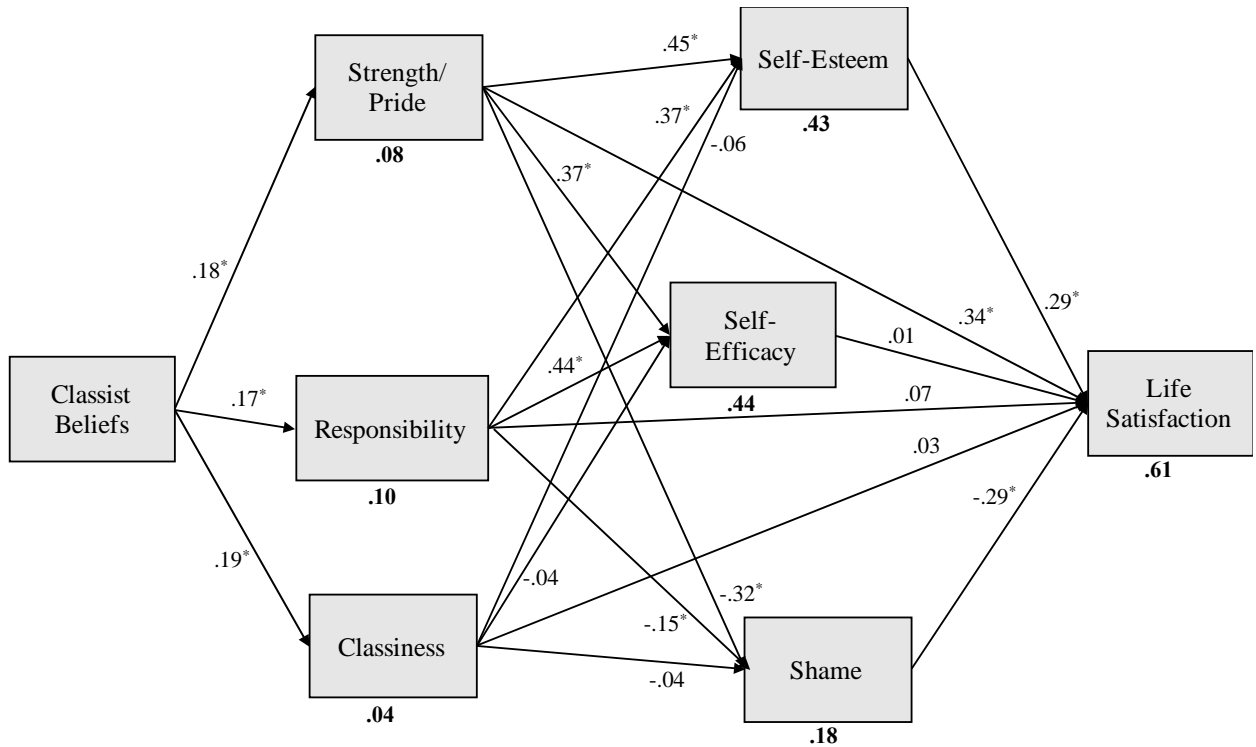 Strength/
Pride
.08
Self-Esteem
.43
.45*
.37*
-.06
.37*
.18*
.29*
Self-
Efficacy
.44
.34*
.01
.44*
.07
Classist
Beliefs
.17*
Responsibility
.10
Life
Satisfaction
.61
.03
-.29*
.19*
-.04
-.32*
-.15*
Classiness
.04
-.04
Shame
.18